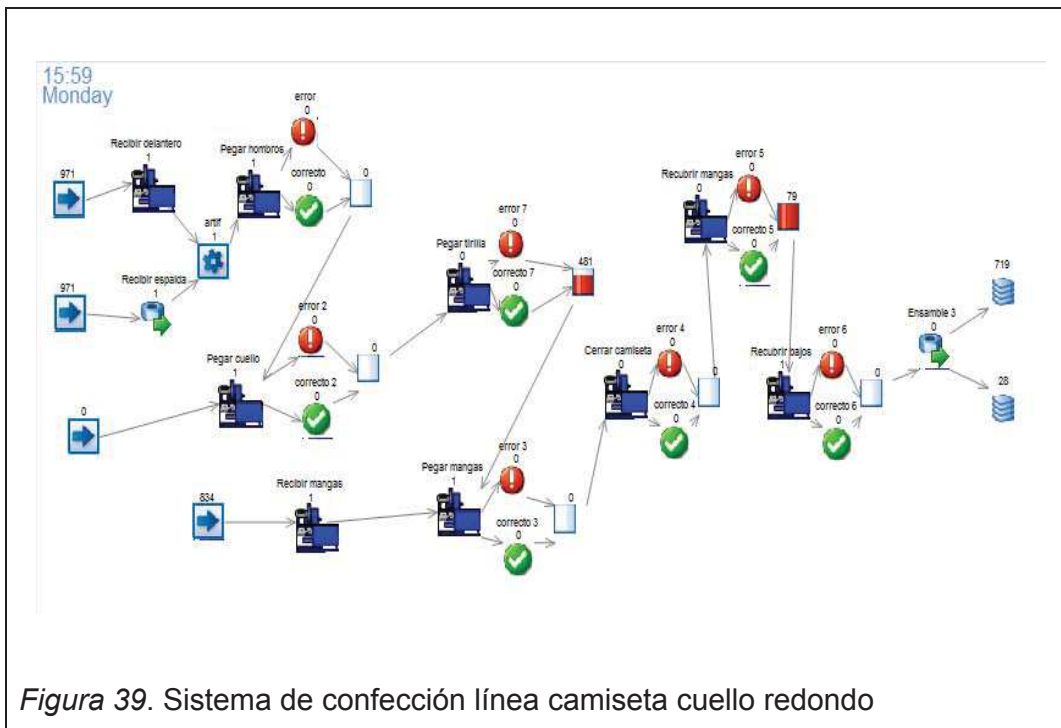 15:59
Monday
error
0
Recibir delantero
1
Pegar hombros
1
971
correcto
0
0
artif
1
Recibir espalda
1
971
error 7
0
Pegar tirilla
0
correcto 7
0
481
Recubrir mangas
0
error 5
0
79
correcto 5
0
719
Ensamble 3
0
28
error 2
0
0
Pegar cuello
1
correcto 2
0
0
Cerrar camiseta
0
error 4
0
0
correcto 4
0
Recubrir bajos
1
error 6
0
0
correcto 6
0
834
Recibir mangas
1
Pegar mangas
1
error 3
0
0
correcto 3
0
Figura 39. Sistema de confección línea camiseta cuello redondo